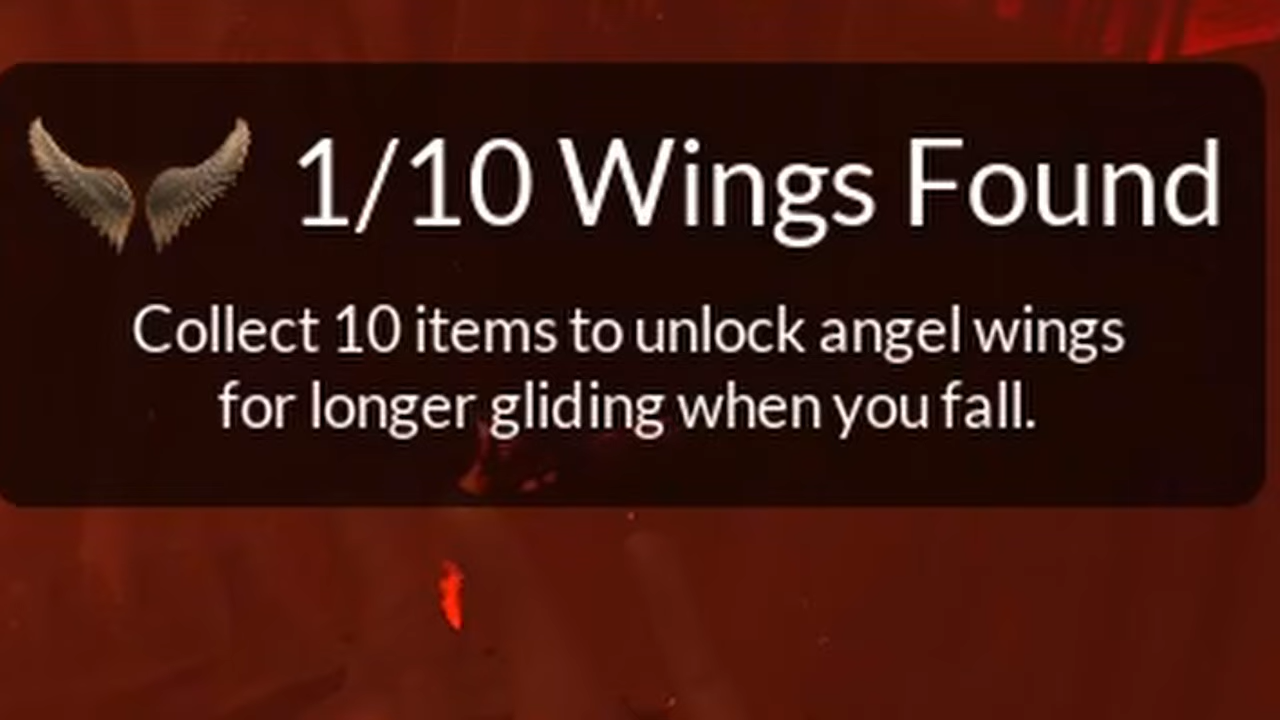 1/10 Wings Found
Collect 10 items to unlock angel wings
for longer gliding when you fall.